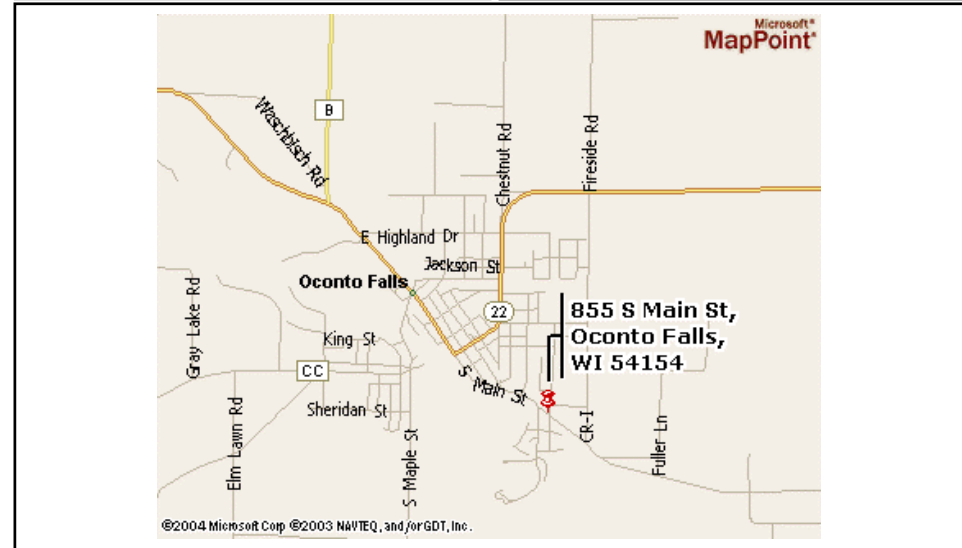 Microsoft®
MapPoint®
B
Waschbisch Rd
Chestnut Rd
Fireside Rd
E Highland Dr
Jackson St
Oconto Falls
Gray Lake Rd
22
855 S Main St,
Oconto Falls,
WI 54154
King St
CC
S Main St
Sheridan St
Elm Lawn Rd
S Maple St
CR-I
Fuller Ln
©2004 Microsoft Corp ©2003 NAVTEQ, and/or GDT, Inc.